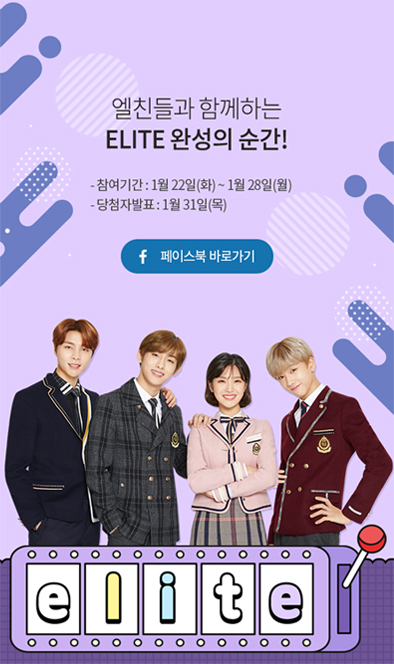 엘친들과 함께하는
ELITE 완성의 순간!
- 참여기간 : 1월 22일(화) ~ 1월 28일(월)
- 당첨자발표 : 1월 31일(목)
f 페이스북 바로가기
elite